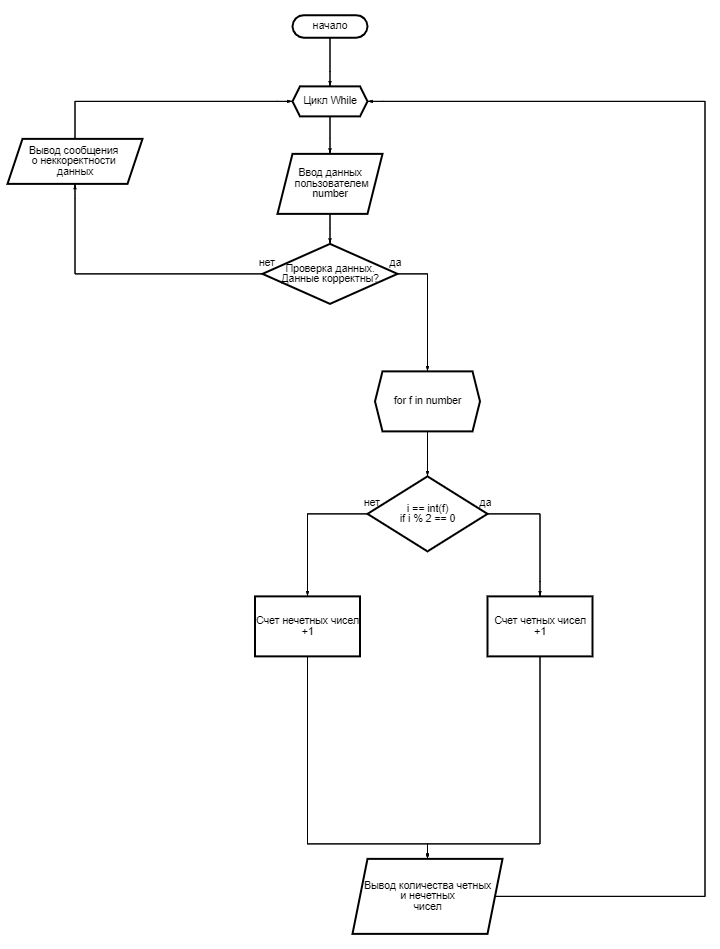 начало
Цикл While
Вывод сообщения
о неккоректности
данных
Ввод данных
пользователем
number
нет
да
Проверка данных.
Данные корректны?
for f in number
нет
да
i == int(f)
if i % 2 == 0
Счет нечетных чисел
+1
Счет четных чисел
+1
Вывод количества четных
и нечетных
чисел